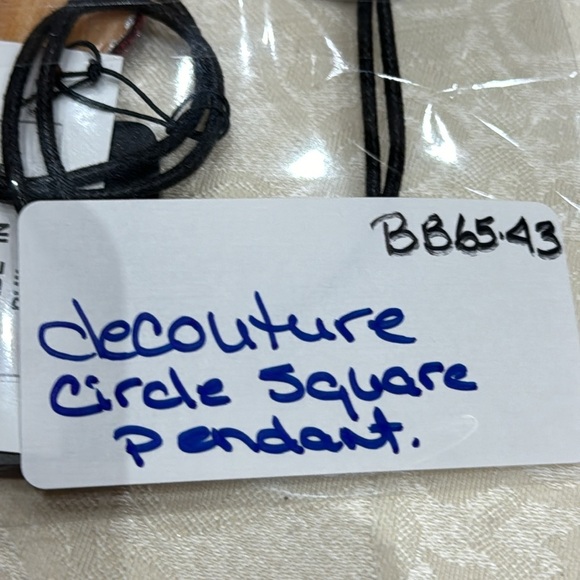 BB65.43
decouture
Circle Square
Pendant.